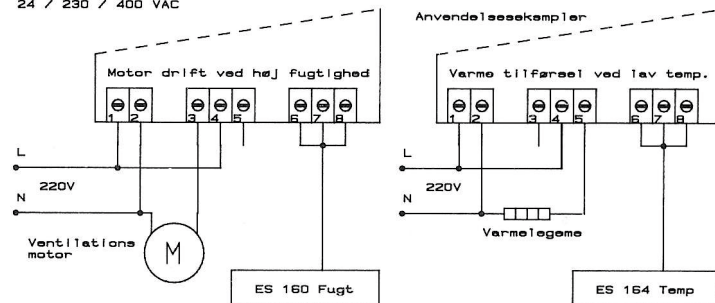 24 / 230 / 400 VAC
Anvendelsesekempler
Motor drift ved høj fugtighed
1 2 3 4 5 6 7 8
L
220V
N
Ventilations
motor
M
ES 160 Fugt
Varme tilførsel ved lav temp.
1 2 3 4 5 6 7 8
L
220V
N
Varmelegeme
ES 164 Temp